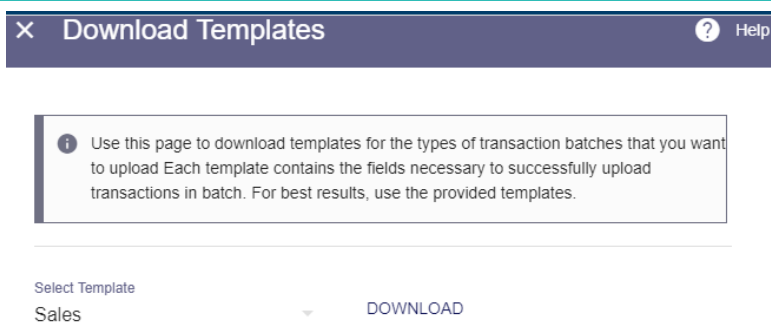 × Download Templates ? Help
i Use this page to download templates for the types of transaction batches that you want
to upload Each template contains the fields necessary to successfully upload
transactions in batch. For best results, use the provided templates.
Select Template
Sales DOWNLOAD